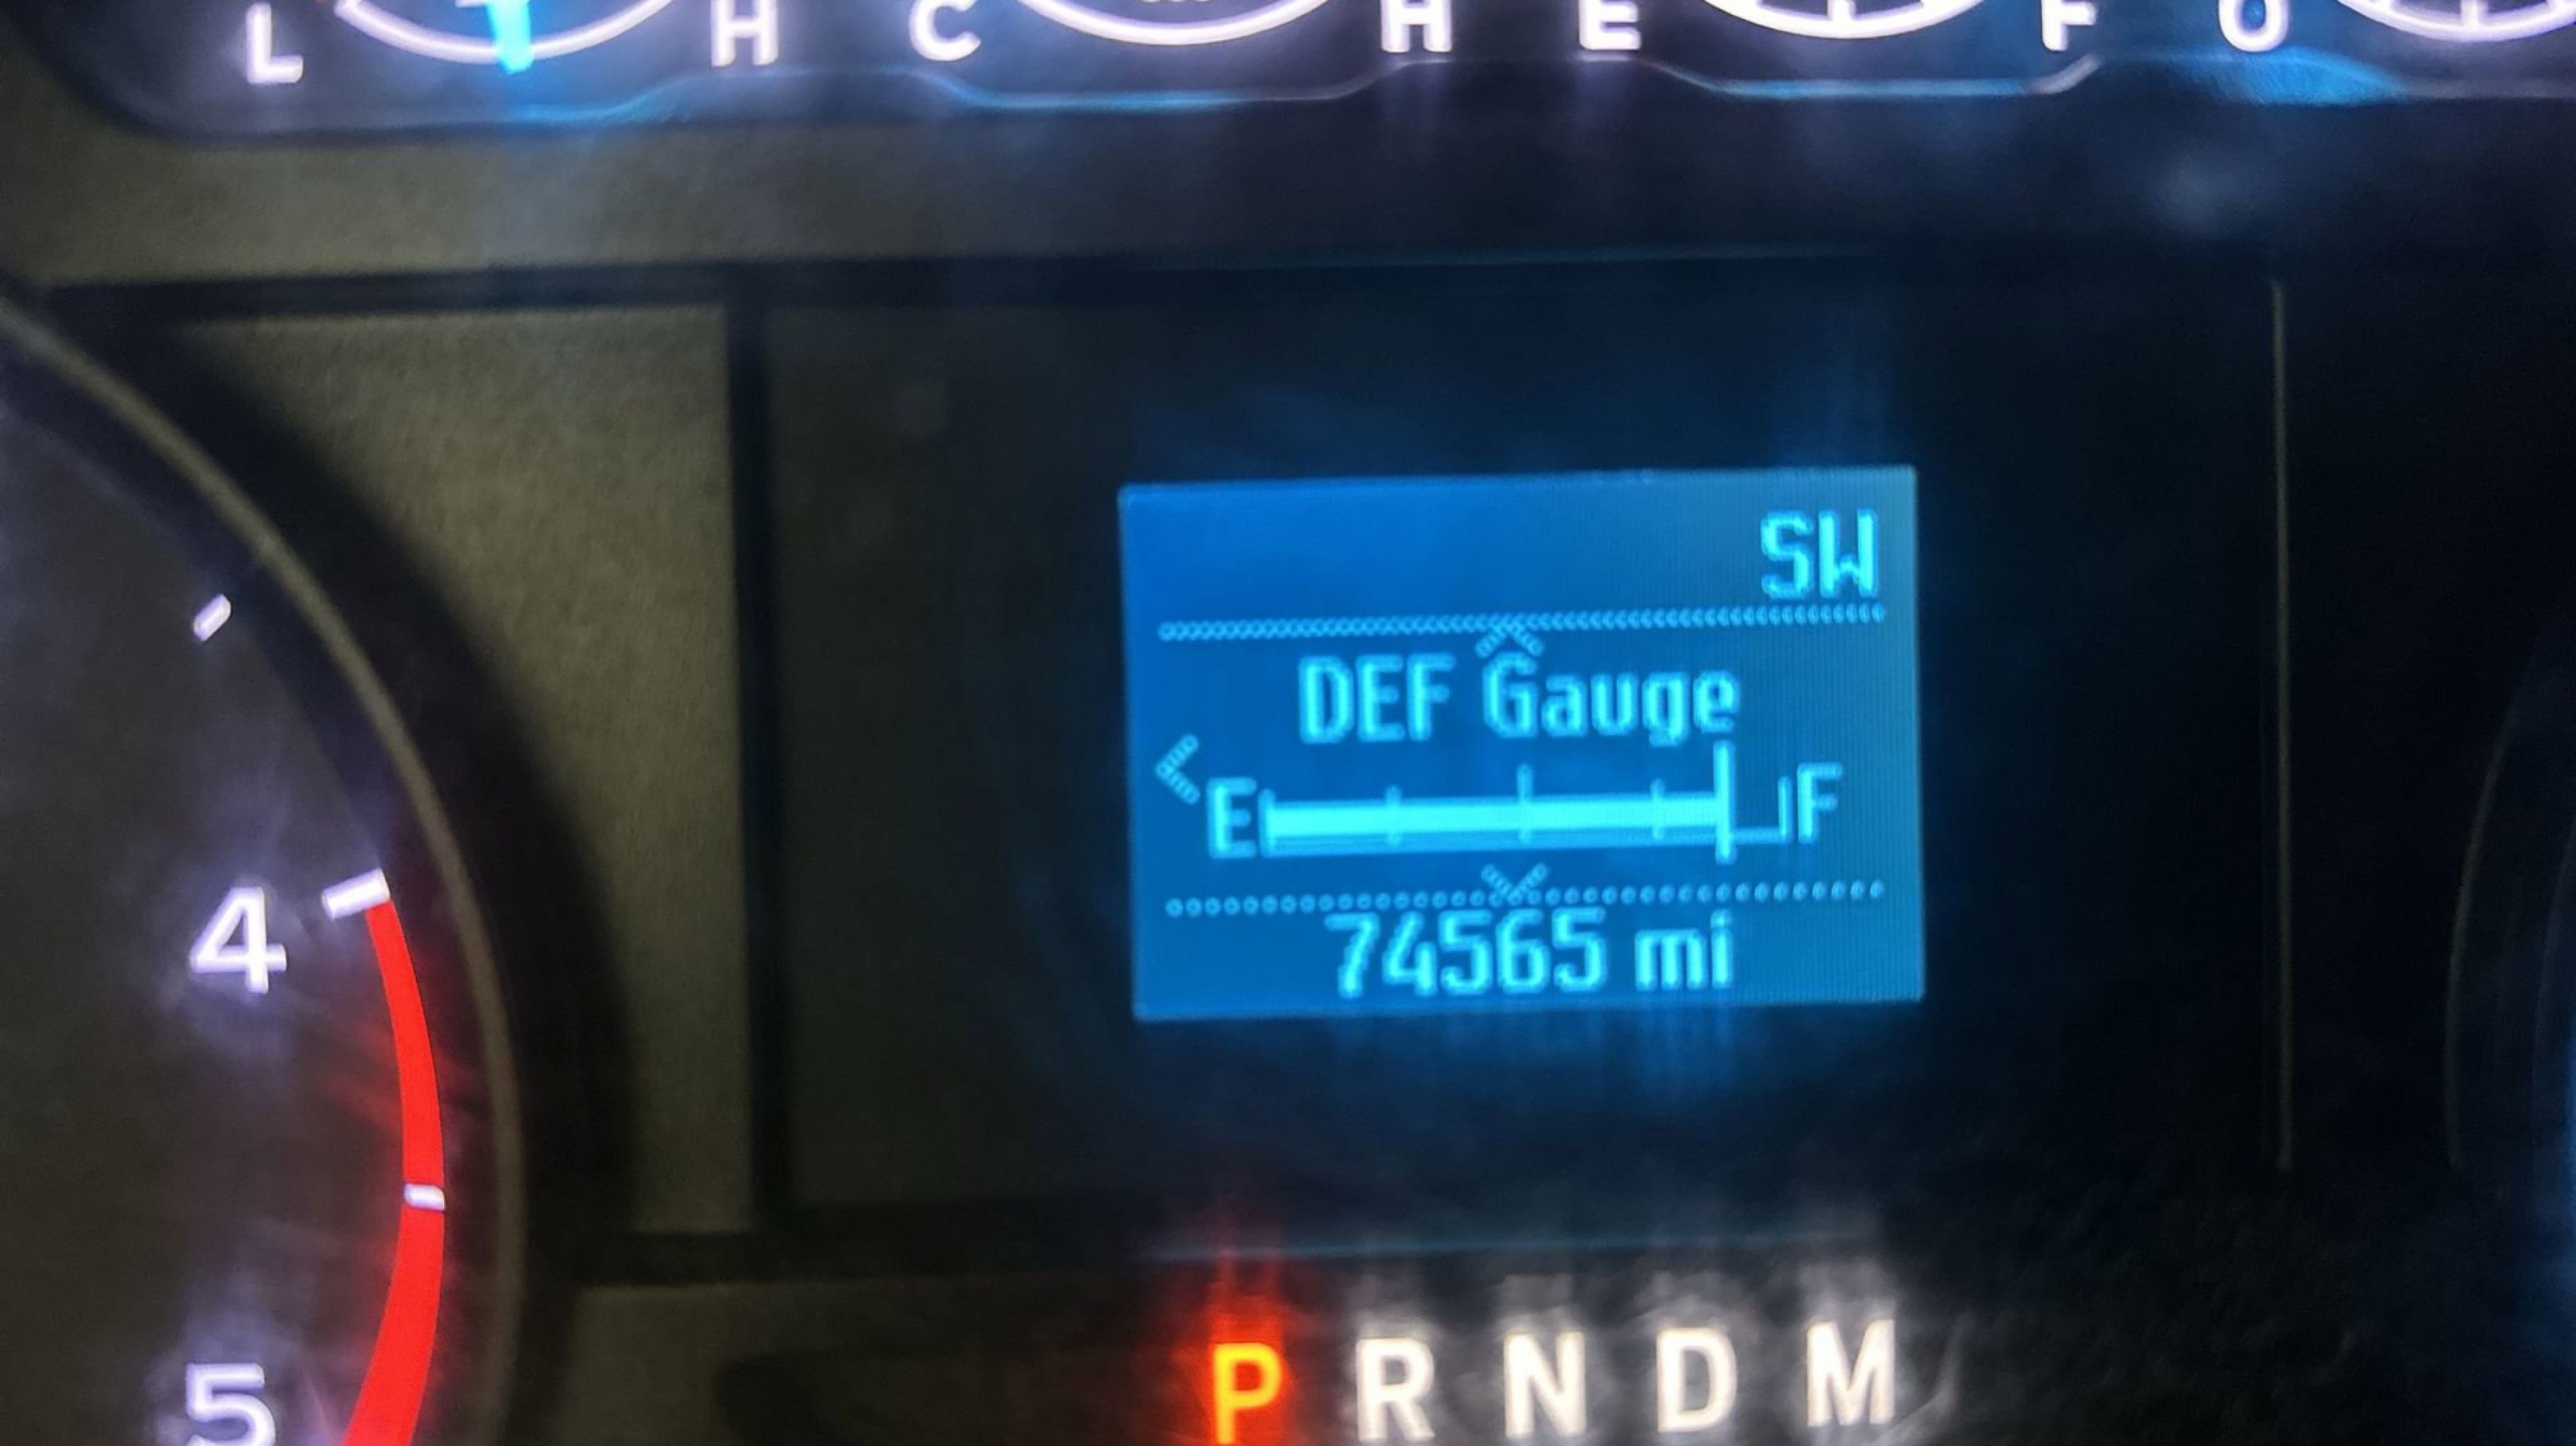 L H C H E F O
SW
DEF Gauge
E F
74565 mi
4
5
P R N D M